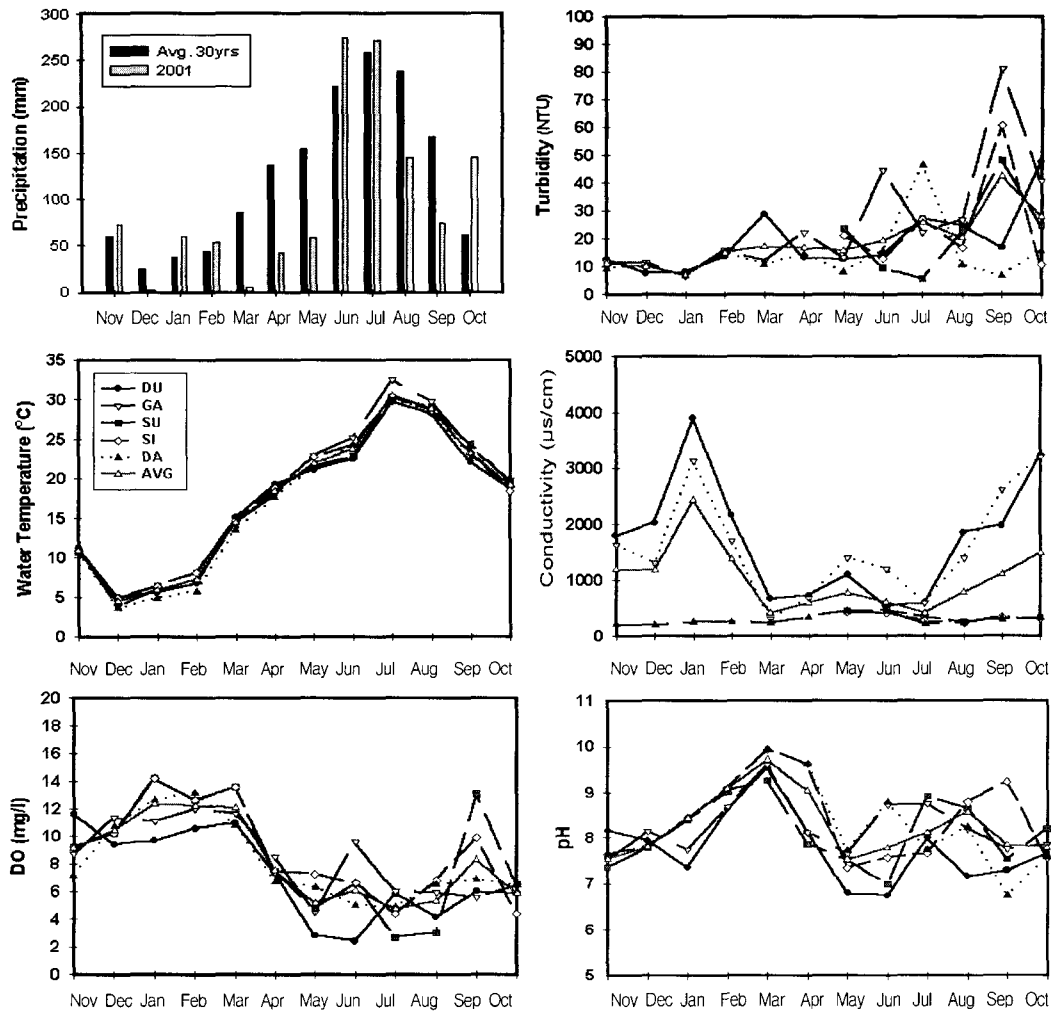 Precipitation (mm)
300
250
200
150
100
50
0
Avg. 30yrs
2001
Nov Dec Jan Feb Mar Apr May Jun Jul Aug Sep Oct
Turbidity (NTU)
100
90
80
70
60
50
40
30
20
10
0
Nov Dec Jan Feb Mar Apr May Jun Jul Aug Sep Oct
Water Temperature (°C)
35
30
25
20
15
10
5
0
DU
GA
SU
SI
DA
AVG
Nov Dec Jan Feb Mar Apr May Jun Jul Aug Sep Oct
Conductivity (µs/cm)
5000
4000
3000
2000
1000
0
Nov Dec Jan Feb Mar Apr May Jun Jul Aug Sep Oct
DO (mg/l)
20
18
16
14
12
10
8
6
4
2
0
Nov Dec Jan Feb Mar Apr May Jun Jul Aug Sep Oct
pH
11
10
9
8
7
6
5
Nov Dec Jan Feb Mar Apr May Jun Jul Aug Sep Oct